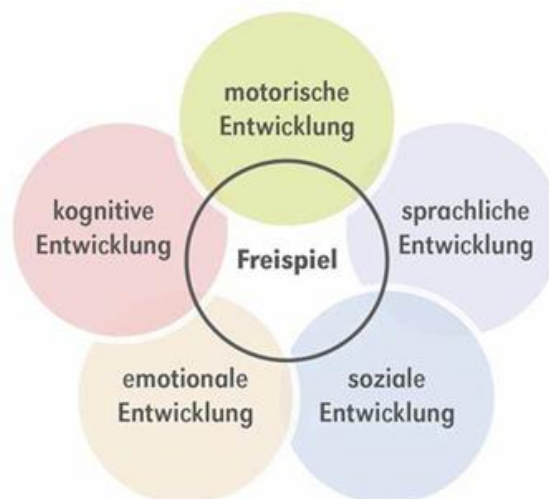 motorische
Entwicklung
kognitive
Entwicklung
sprachliche
Entwicklung
Freispiel
emotionale
Entwicklung
soziale
Entwicklung